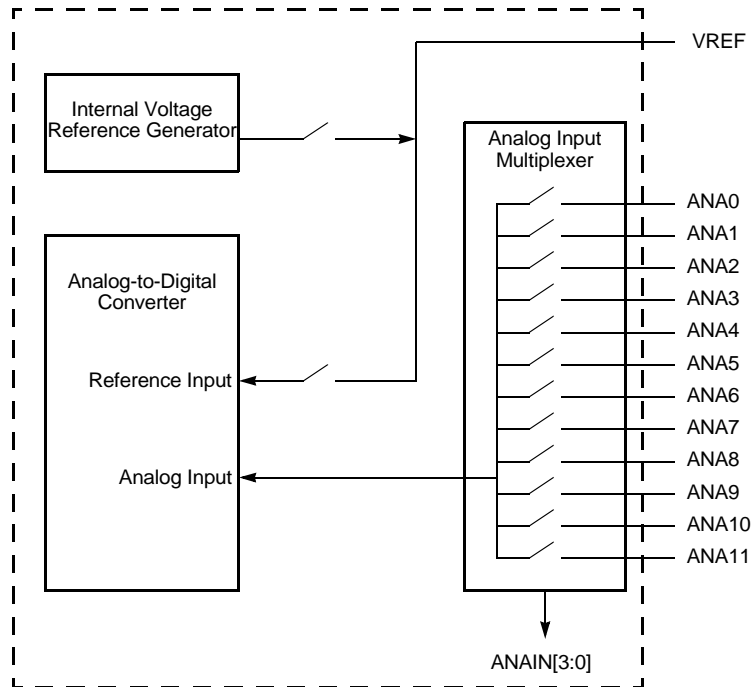 VREF
Internal Voltage
Reference Generator
Analog Input
Multiplexer
ANA0
ANA1
ANA2
ANA3
ANA4
ANA5
ANA6
ANA7
ANA8
ANA9
ANA10
ANA11
Analog-to-Digital
Converter
Reference Input
Analog Input
ANAIN[3:0]